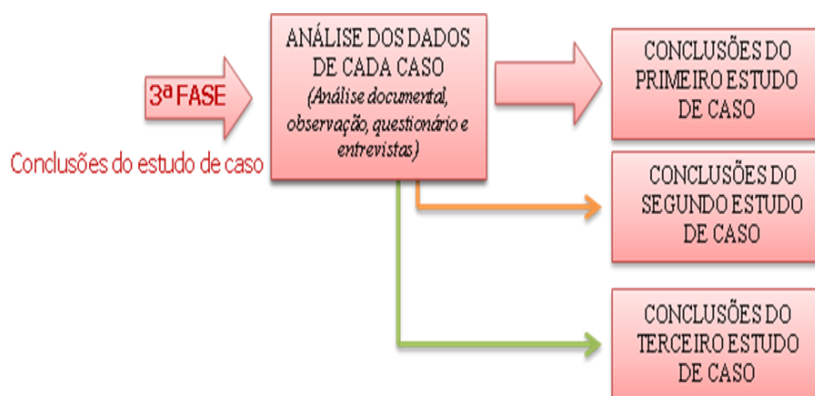 3ª FASE
Conclusões do estudo de caso
ANÁLISE DOS DADOS
DE CADA CASO
(Análise documental,
observação, questionário e
entrevistas)
CONCLUSÕES DO
PRIMEIRO ESTUDO
DE CASO
CONCLUSÕES DO
SEGUNDO ESTUDO
DE CASO
CONCLUSÕES DO
TERCEIRO ESTUDO
DE CASO